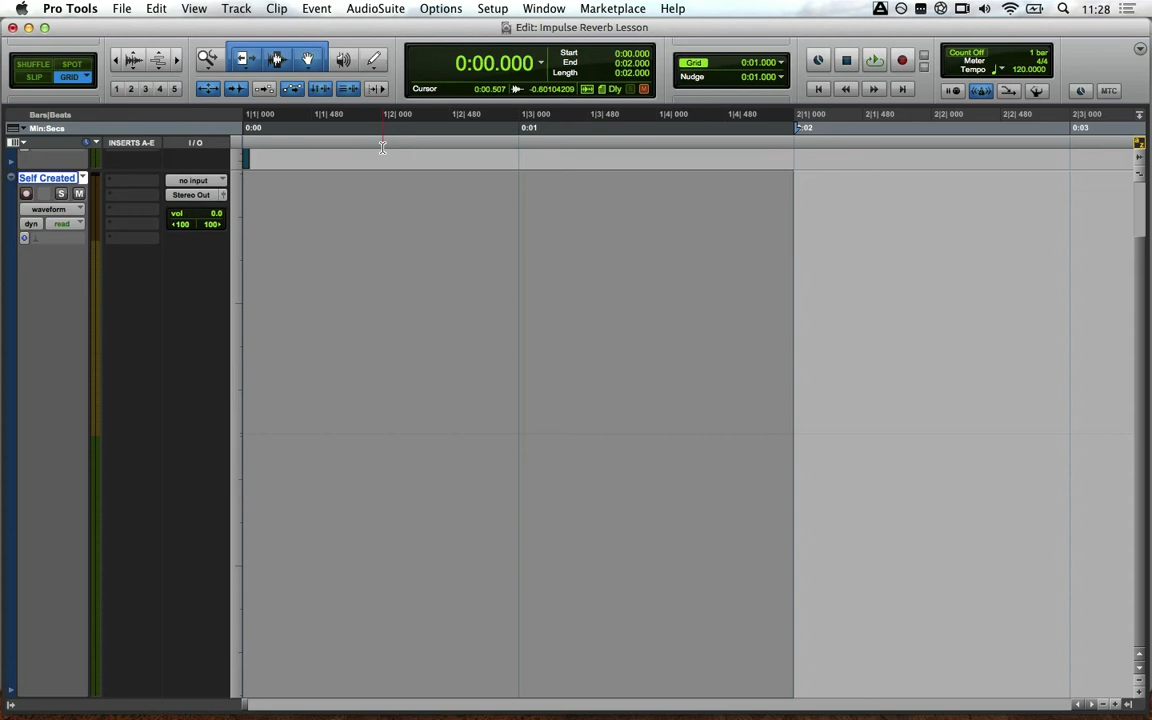 Pro Tools File Edit View Track Clip Event AudioSuite Options Setup Window Marketplace Help 11:28
Edit: Impulse Reverb Lesson
SHUFFLE SPOT
SLIP GRID
1 2 3 4 5
0:00.000
Start 0:00.000
End 0:02.000
Length 0:02.000
Cursor 0:00.507 -0.60104209 Dly S M
Grid 0:01.000
Nudge 0:01.000
Count Off 1 bar
Meter 4/4
Tempo 120.0000
MTC
Bars|Beats 1|1| 000 1|1| 480 1|2| 000 1|2| 480 1|3| 000 1|3| 480 1|4| 000 1|4| 480 2|1| 000 2|1| 480 2|2| 000 2|2| 480 2|3| 000
Min:Secs 0:00 0:01 0:02 0:03
INSERTS A-E I / O
Self Created
S M
waveform
dyn read
no input
Stereo Out
vol 0.0
100 100